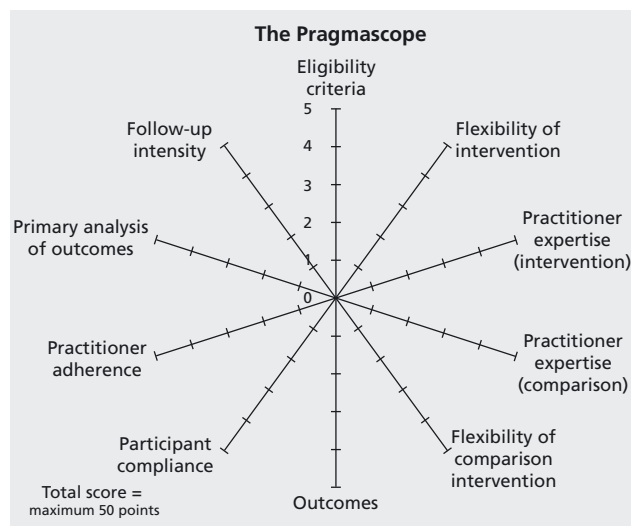 The Pragmascope
Eligibility
criteria
5
4
3
2
1
0
Follow-up
intensity
Flexibility of
intervention
Primary analysis
of outcomes
Practitioner
expertise
(intervention)
Practitioner
adherence
Practitioner
expertise
(comparison)
Participant
compliance
Flexibility of
comparison
intervention
Total score =
maximum 50 points
Outcomes